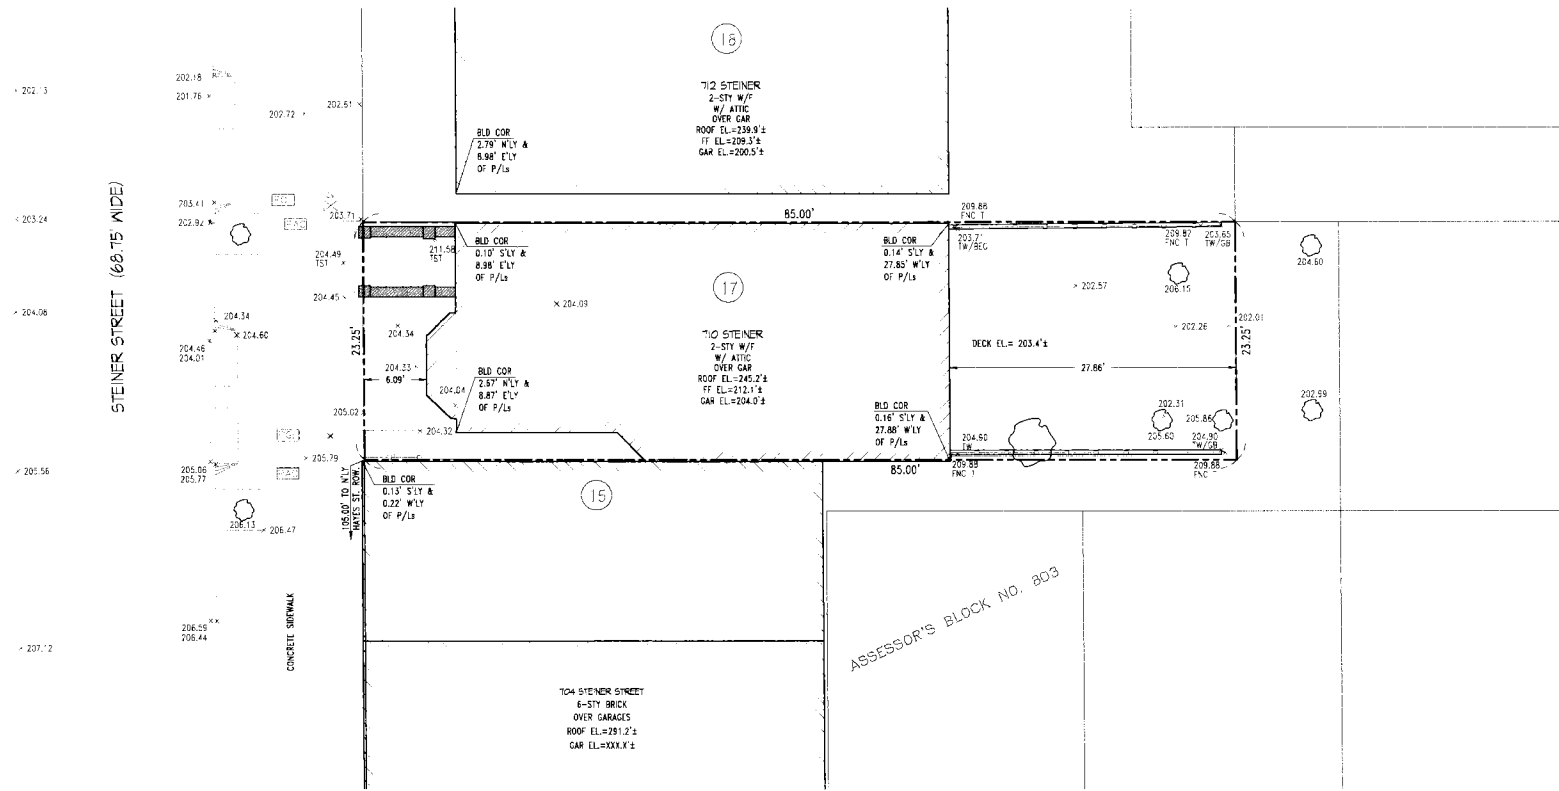 18
712 STEINER
2-STY W/F
W/ ATTIC
OVER GAR
ROOF EL.=239.9'±
FF EL.=209.3'±
GAR EL.=200.5'±
202.18
202.13
201.76
202.61
202.72
BLD COR
2.79' N'LY &
8.98' E'LY
OF P/Ls
STEINER STREET (68.75' WIDE)
203.41
203.24
202.92
203.71
85.00'
209.88
FNC T
BLD COR
0.10' S'LY &
8.98' E'LY
OF P/Ls
211.58
TST
204.49
TST
BLD COR
0.14' S'LY &
27.85' W'LY
OF P/Ls
203.7'
TW/BEG
209.87
FNC T
203.65
TW/GB
204.60
206.15
202.57
17
204.45
204.09
204.08
204.34
204.60
204.34
202.26
202.01
204.46
204.01
23.25'
710 STEINER
2-STY W/F
W/ ATTIC
OVER GAR
ROOF EL.=245.2'±
FF EL.=212.1'±
GAR EL.=204.0'±
DECK EL.= 203.4'±
23.25'
204.33
6.09'
BLD COR
2.67' N'LY &
8.87' E'LY
OF P/Ls
204.04
27.86'
202.99
205.02
204.32
BLD COR
0.16' S'LY &
27.88' W'LY
OF P/Ls
202.31
205.60
205.86
204.90
TW
204.90
TW/GB
205.79
205.06
205.77
205.56
85.00'
209.88
FNC T
209.88
FNC T
BLD COR
0.13' S'LY &
0.22' W'LY
OF P/Ls
15
105.00' TO N'LY
HAYES ST. ROW.
206.13
206.47
CONCRETE SIDEWALK
206.59
206.44
207.12
ASSESSOR'S BLOCK NO. 803
704 STEINER STREET
6-STY BRICK
OVER GARAGES
ROOF EL.=291.2'±
GAR EL.=XXX.X'±